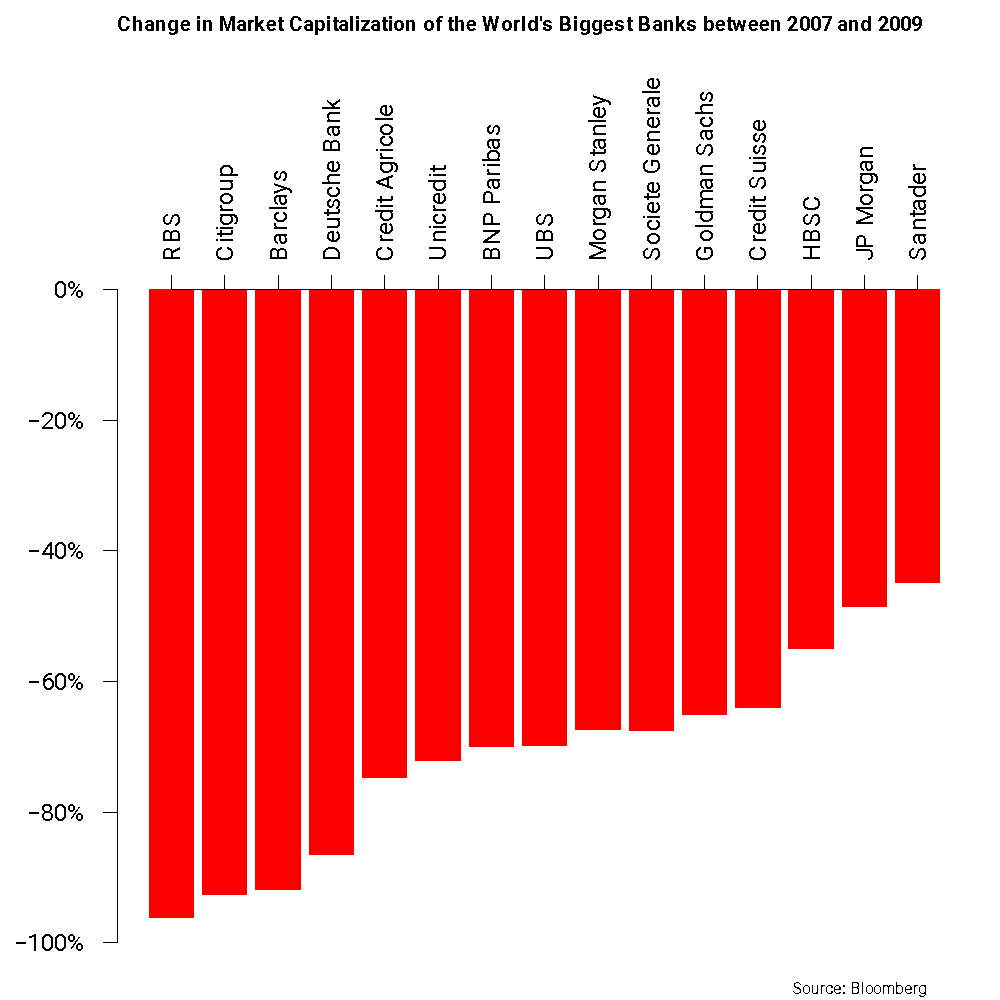 Change in Market Capitalization of the World's Biggest Banks between 2007 and 2009
RBS
Citigroup
Barclays
Deutsche Bank
Credit Agricole
Unicredit
BNP Paribas
UBS
Morgan Stanley
Societe Generale
Goldman Sachs
Credit Suisse
HBSC
JP Morgan
Santader
0%
−20%
−40%
−60%
−80%
−100%
Source: Bloomberg